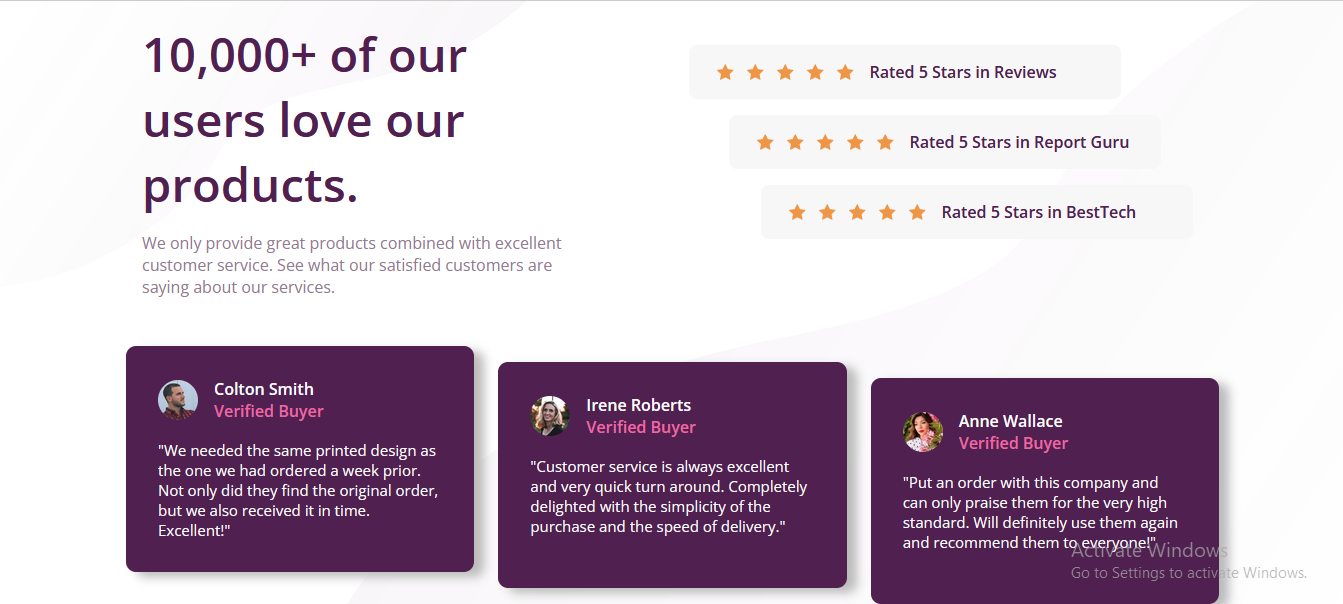 10,000+ of our
users love our
products.
We only provide great products combined with excellent
customer service. See what our satisfied customers are
saying about our services.
Rated 5 Stars in Reviews
Rated 5 Stars in Report Guru
Rated 5 Stars in BestTech
Colton Smith
Verified Buyer
"We needed the same printed design as
the one we had ordered a week prior.
Not only did they find the original order,
but we also received it in time.
Excellent!"
Irene Roberts
Verified Buyer
"Customer service is always excellent
and very quick turn around. Completely
delighted with the simplicity of the
purchase and the speed of delivery."
Anne Wallace
Verified Buyer
"Put an order with this company and
can only praise them for the very high
standard. Will definitely use them again
and recommend them to everyone!"
Activate Windows
Go to Settings to activate Windows.